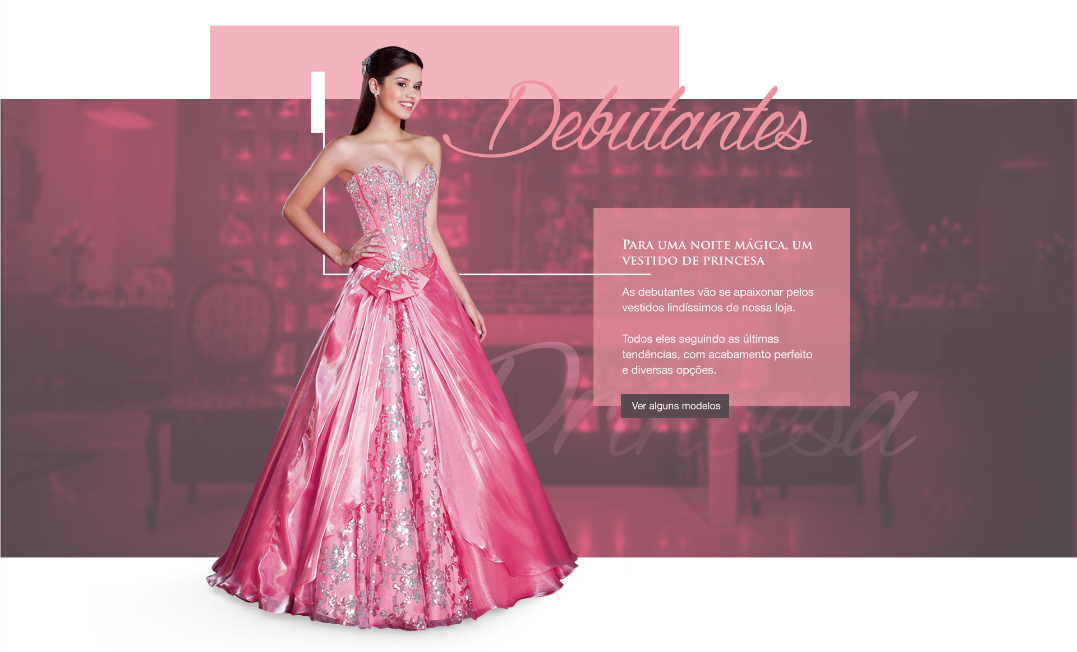 Debutantes
PARA UMA NOITE MÁGICA, UM
VESTIDO DE PRINCESA
As debutantes vão se apaixonar pelos
vestidos lindíssimos de nossa loja.
Todos eles seguindo as últimas
tendências, com acabamento perfeito
e diversas opções.
Princesa
Ver alguns modelos